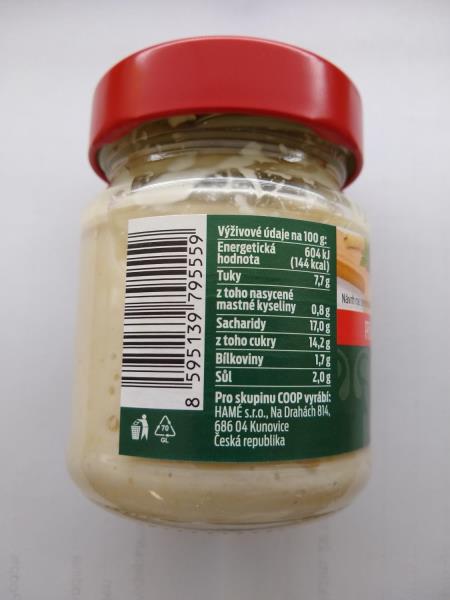 Výživové údaje na 100 g:
Energetická hodnota 604 kJ (144 kcal)
Tuky 7,7 g
z toho nasycené mastné kyseliny 0,8 g
Sacharidy 17,0 g
z toho cukry 14,2 g
Bílkoviny 1,7 g
Sůl 2,0 g
Pro skupinu COOP vyrábí:
HAMÉ s.r.o., Na Drahách 814,
686 04 Kunovice
Česká republika
8 595139 795559
70
GL